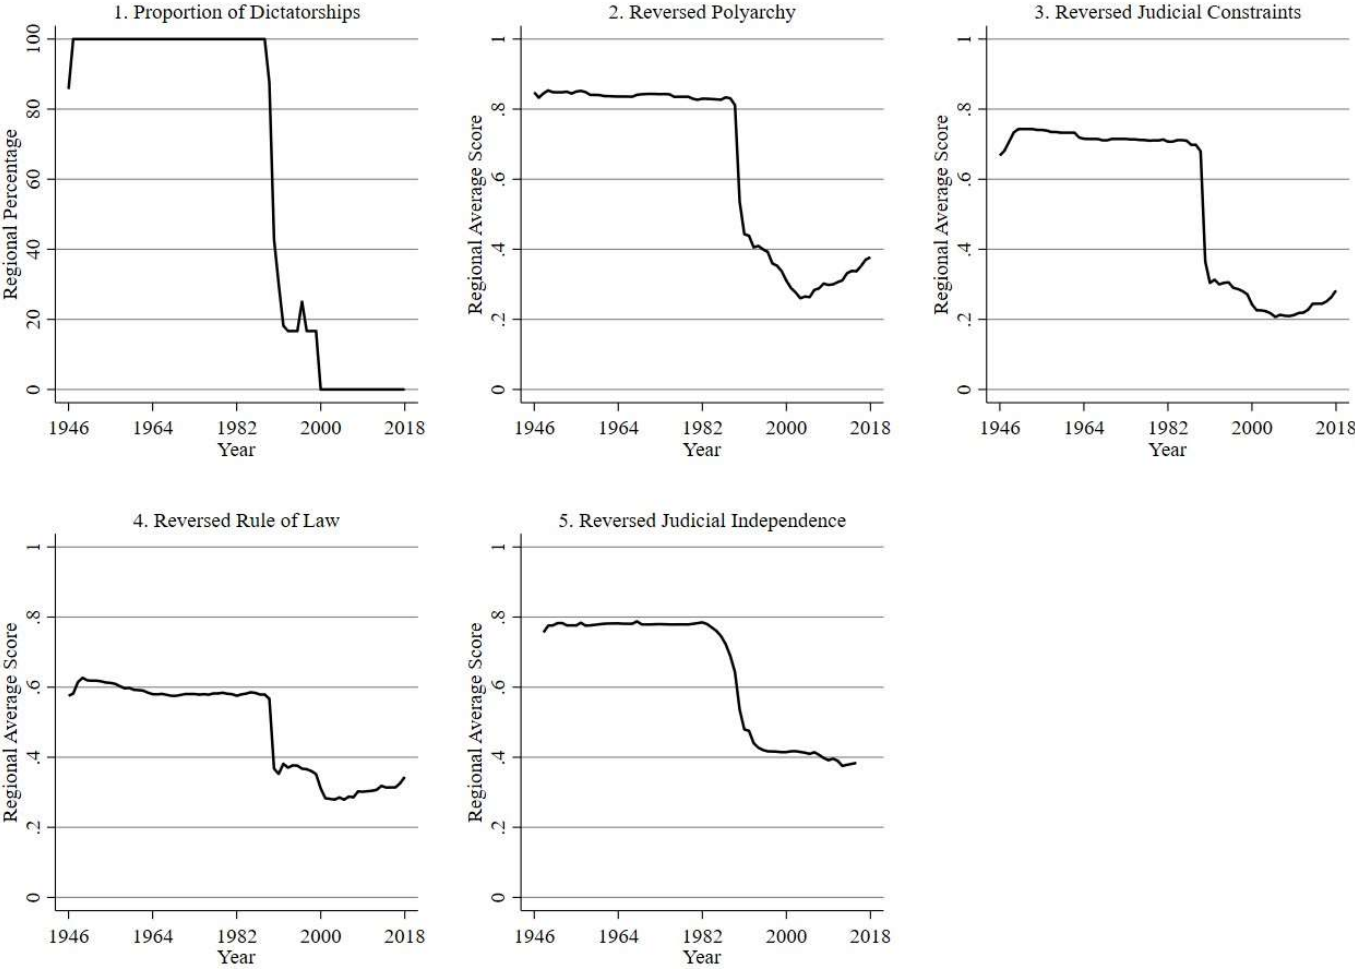 1. Proportion of Dictatorships
Regional Percentage
100
80
60
40
20
0
1946 1964 1982 2000 2018
Year
2. Reversed Polyarchy
Regional Average Score
1
.8
.6
.4
.2
0
1946 1964 1982 2000 2018
Year
3. Reversed Judicial Constraints
Regional Average Score
1
.8
.6
.4
.2
0
1946 1964 1982 2000 2018
Year
4. Reversed Rule of Law
Regional Average Score
1
.8
.6
.4
.2
0
1946 1964 1982 2000 2018
Year
5. Reversed Judicial Independence
Regional Average Score
1
.8
.6
.4
.2
0
1946 1964 1982 2000 2018
Year